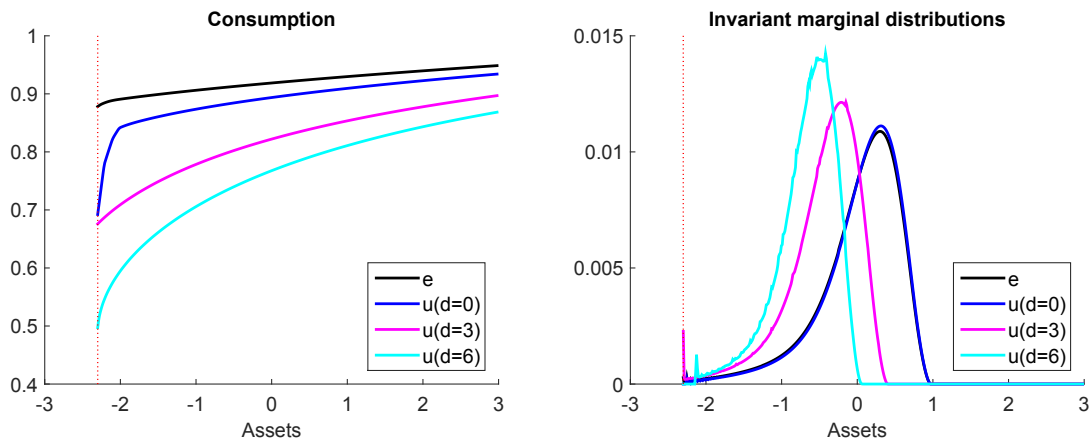 Consumption
1
0.9
0.8
0.7
0.6
0.5
0.4
-3 -2 -1 0 1 2 3
Assets
e
u(d=0)
u(d=3)
u(d=6)
Invariant marginal distributions
0.015
0.01
0.005
0
-3 -2 -1 0 1 2 3
Assets
e
u(d=0)
u(d=3)
u(d=6)